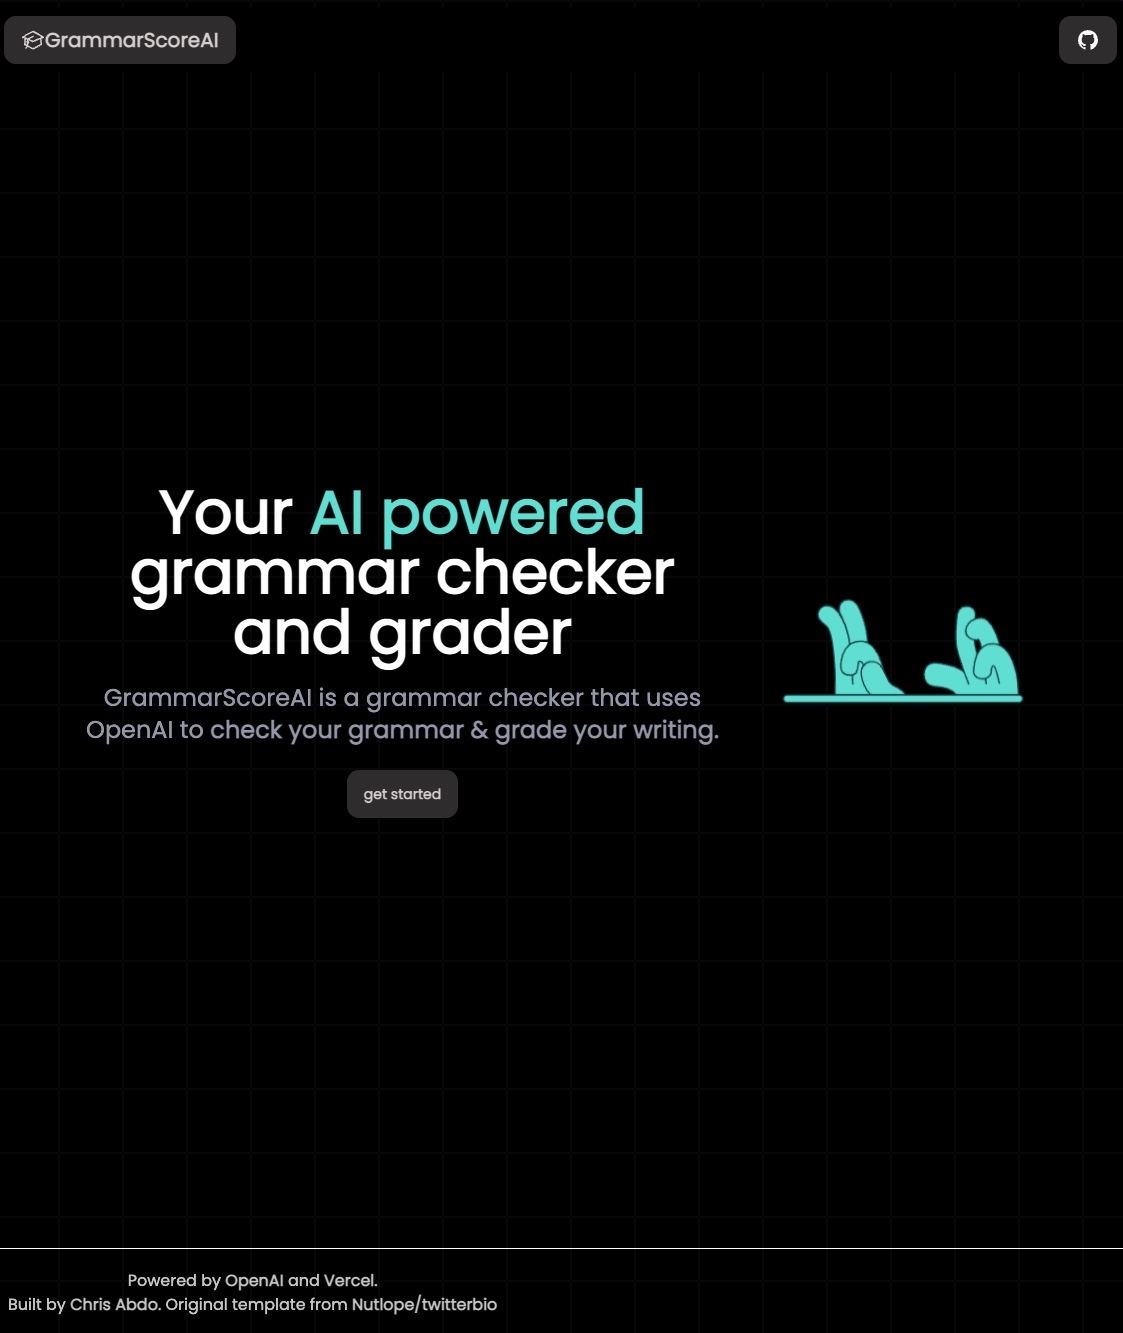 GrammarScoreAI
Your AI powered
grammar checker
and grader
GrammarScoreAI is a grammar checker that uses
OpenAI to check your grammar & grade your writing.
get started
Powered by OpenAI and Vercel.
Built by Chris Abdo. Original template from Nutlope/twitterbio